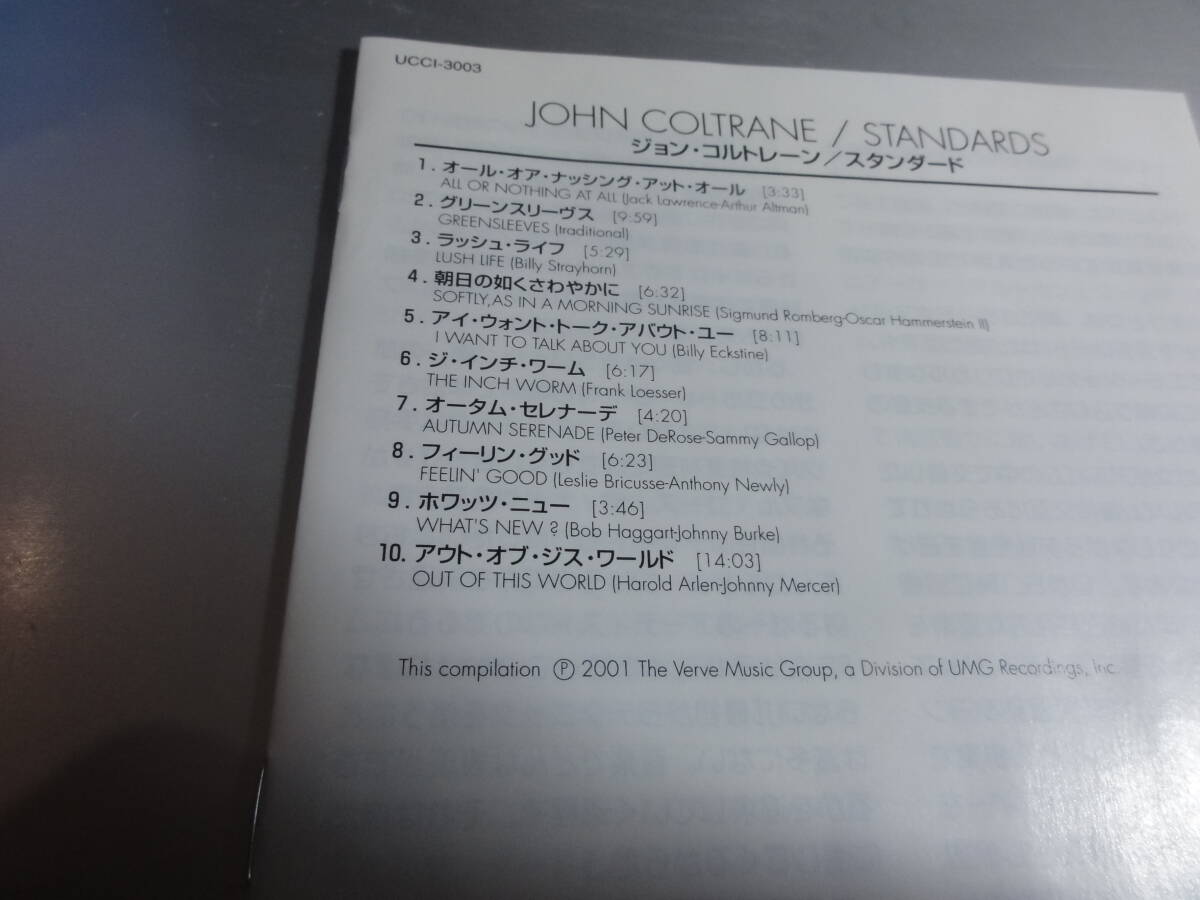 UCCI-3003
JOHN COLTRANE / STANDARDS
ジョン・コルトレーン／スタンダード
1. オール・オア・ナッシング・アット・オール [3:33]
ALL OR NOTHING AT ALL (Jack Lawrence-Arthur Altman)
2. グリーンスリーヴス [9:59]
GREENSLEEVES (traditional)
3. ラッシュ・ライフ [5:29]
LUSH LIFE (Billy Strayhorn)
4. 朝日の如くさわやかに [6:32]
SOFTLY, AS IN A MORNING SUNRISE (Sigmund Romberg-Oscar Hammerstein II)
5. アイ・ウォント・トーク・アバウト・ユー [8:11]
I WANT TO TALK ABOUT YOU (Billy Eckstine)
6. ジ・インチ・ワーム [6:17]
THE INCH WORM (Frank Loesser)
7. オータム・セレナーデ [4:20]
AUTUMN SERENADE (Peter DeRose-Sammy Gallop)
8. フィーリン・グッド [6:23]
FEELIN' GOOD (Leslie Bricusse-Anthony Newly)
9. ホワッツ・ニュー [3:46]
WHAT'S NEW ? (Bob Haggart-Johnny Burke)
10. アウト・オブ・ジス・ワールド [14:03]
OUT OF THIS WORLD (Harold Arlen-Johnny Mercer)
This compilation ℗ 2001 The Verve Music Group, a Division of UMG Recordings, Inc.